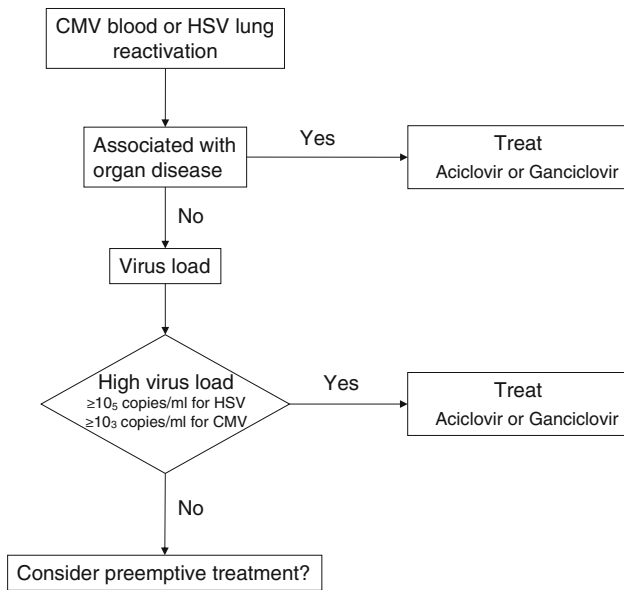 CMV blood or HSV lung
reactivation
Associated with
organ disease
Yes
Treat
Aciclovir or Ganciclovir
No
Virus load
High virus load
≥10₅ copies/ml for HSV
≥10₃ copies/ml for CMV
Yes
Treat
Aciclovir or Ganciclovir
No
Consider preemptive treatment?